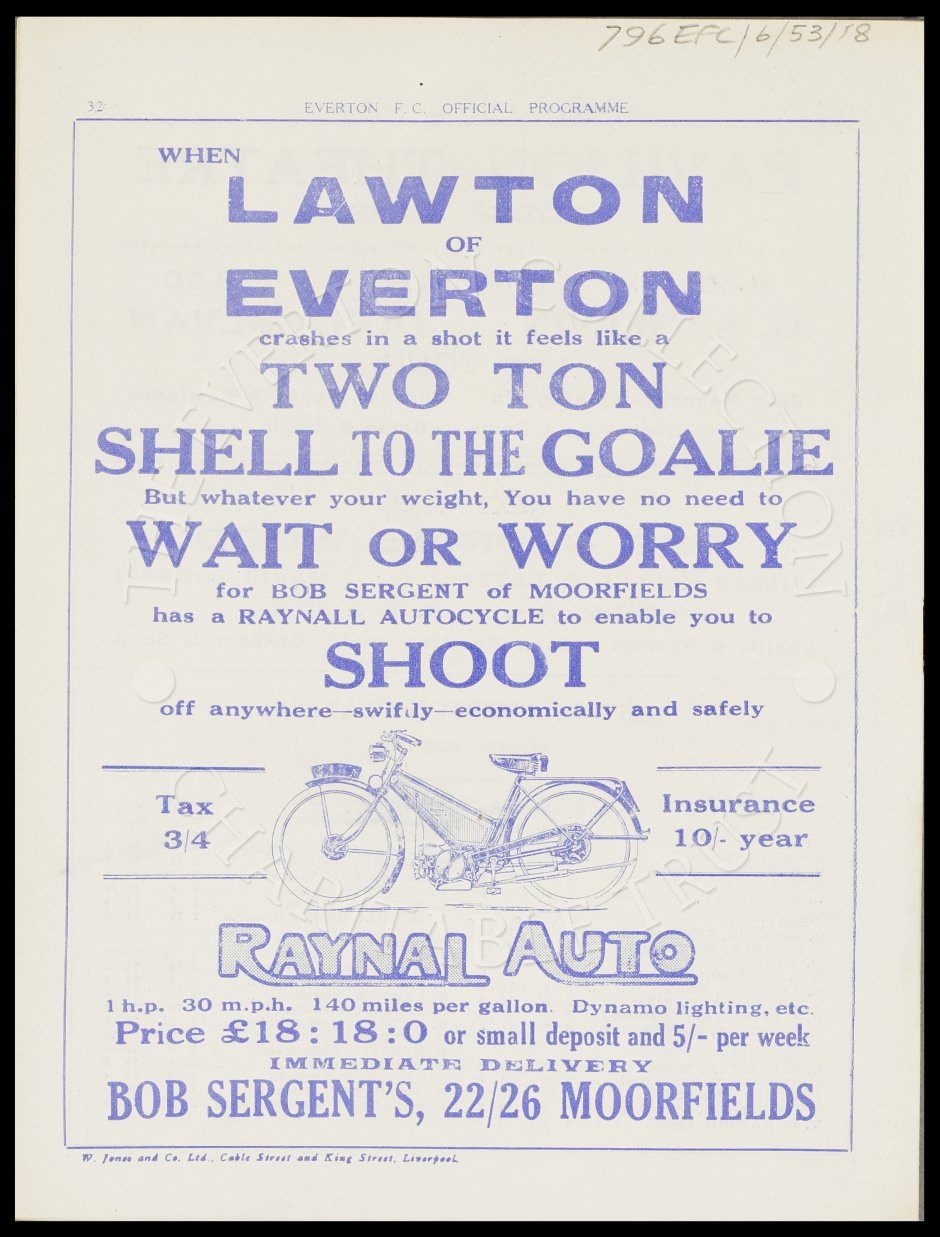 796 EFC/6/53/18
32 EVERTON F.C. OFFICIAL PROGRAMME
WHEN
LAWTON
OF
EVERTON
crashes in a shot it feels like a
TWO TON
SHELL TO THE GOALIE
But whatever your weight, You have no need to
WAIT OR WORRY
for BOB SERGENT of MOORFIELDS
has a RAYNALL AUTOCYCLE to enable you to
SHOOT
off anywhere—swiftly—economically and safely
Tax
3/4
Insurance
10/- year
RAYNAL AUTO
1 h.p. 30 m.p.h. 140 miles per gallon. Dynamo lighting, etc.
Price £18 : 18 : 0 or small deposit and 5/- per week
IMMEDIATE DELIVERY
BOB SERGENT'S, 22/26 MOORFIELDS
W. Jones and Co. Ltd., Cable Street and King Street, Liverpool.
THE EVERTON COLLECTION
CHARITABLE TRUST